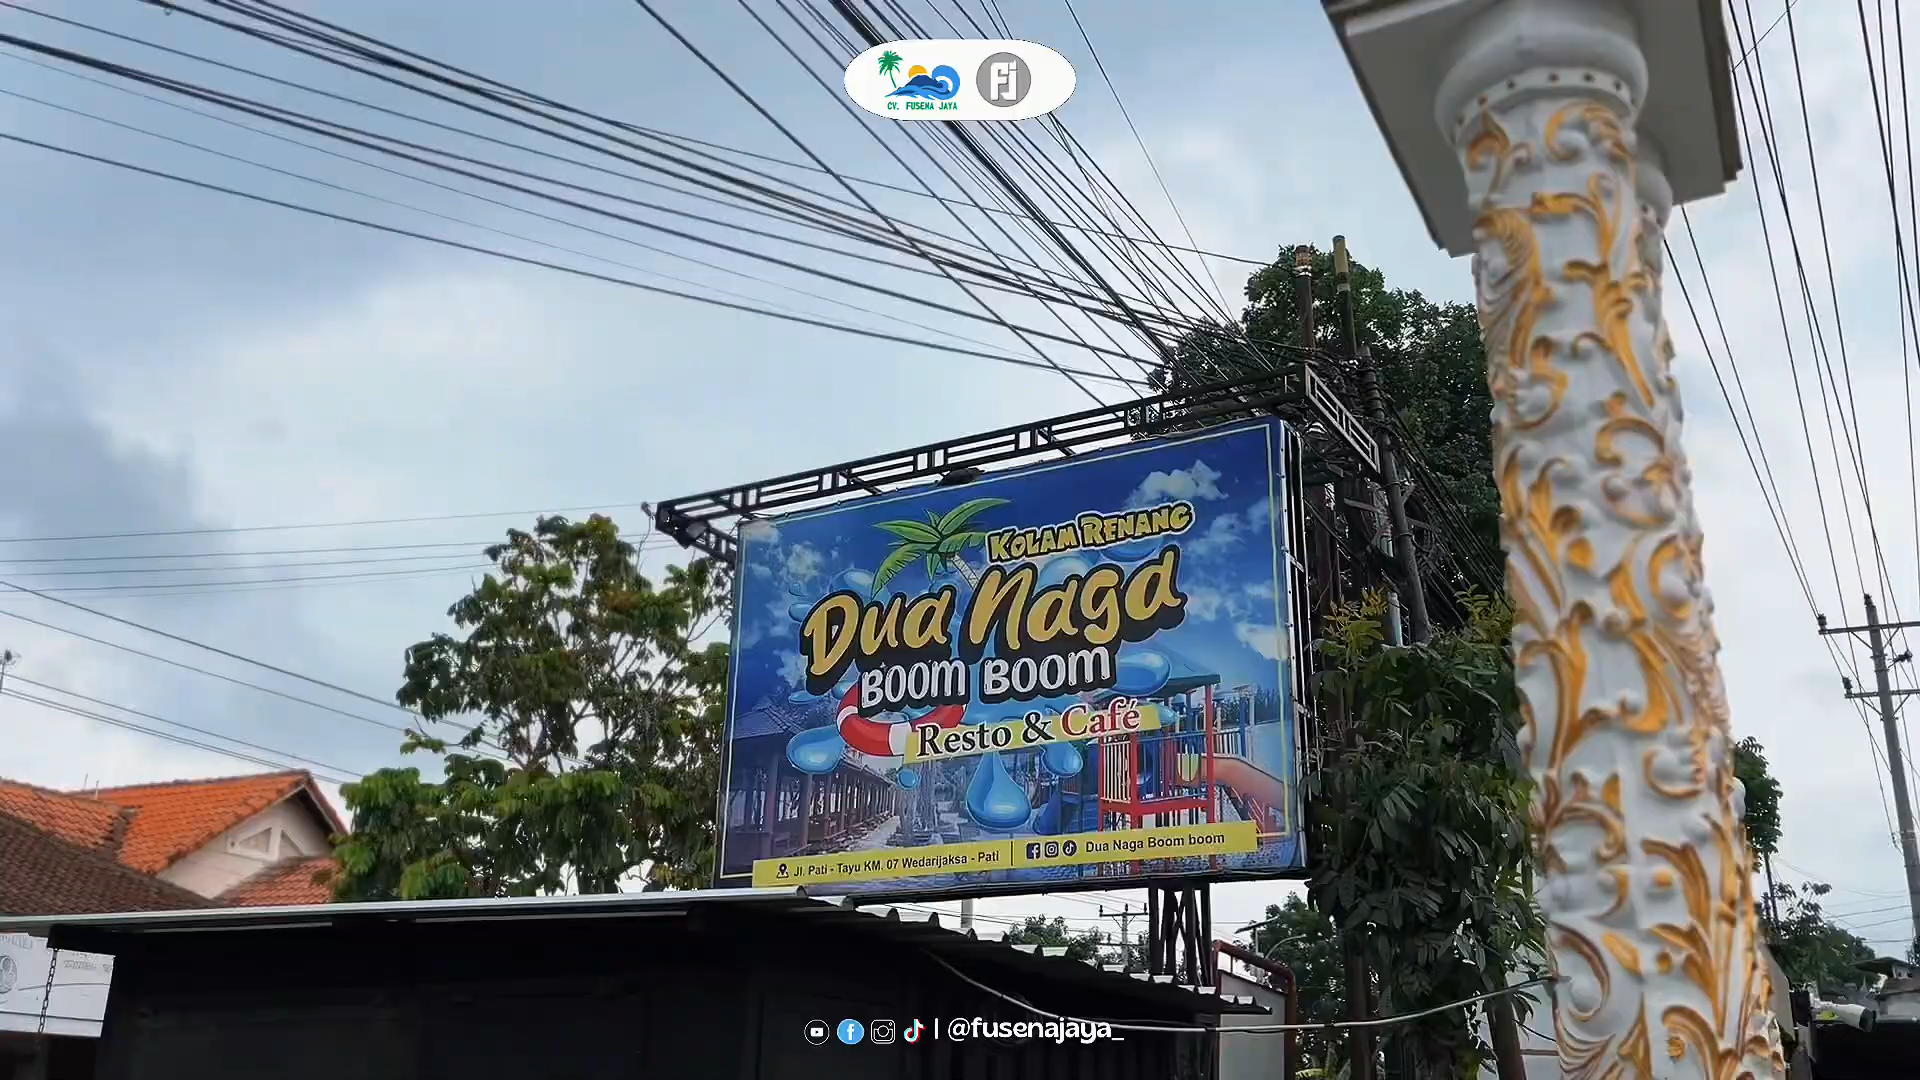 CV. FUSENA JAYA
FJ
KOLAM RENANG
Dua Naga
BOOM BOOM
Resto & Café
Jl. Pati - Tayu KM. 07 Wedarijaksa - Pati
Dua Naga Boom boom
| @fusenajaya_